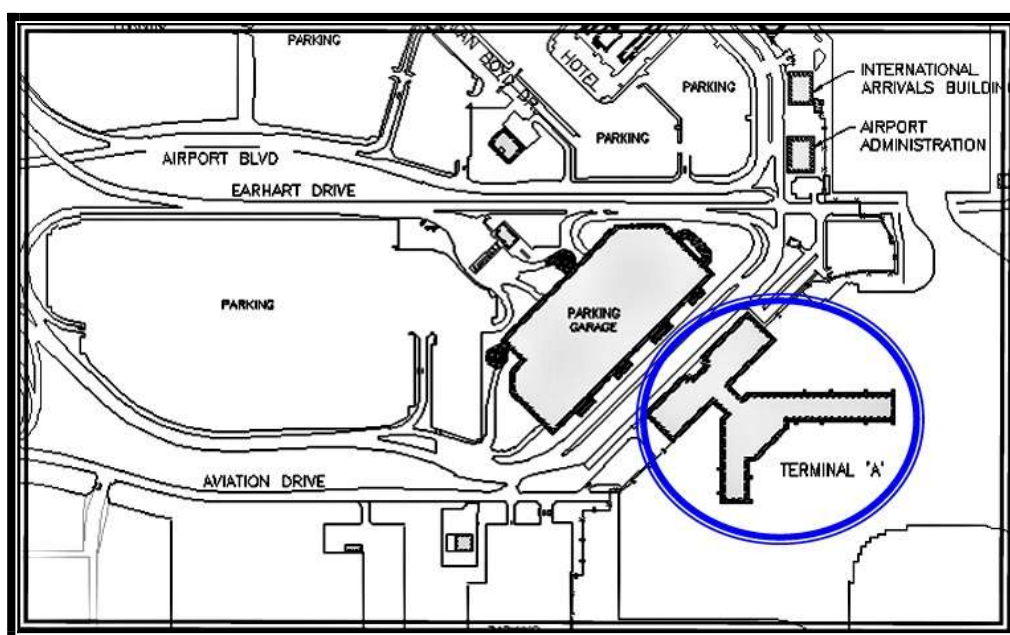 PARKING
PARKING
HOTEL
PARKING
INTERNATIONAL
ARRIVALS BUILDING
PARKING
AIRPORT
ADMINISTRATION
AIRPORT BLVD
EARHART DRIVE
PARKING
PARKING
GARAGE
TERMINAL 'A'
AVIATION DRIVE